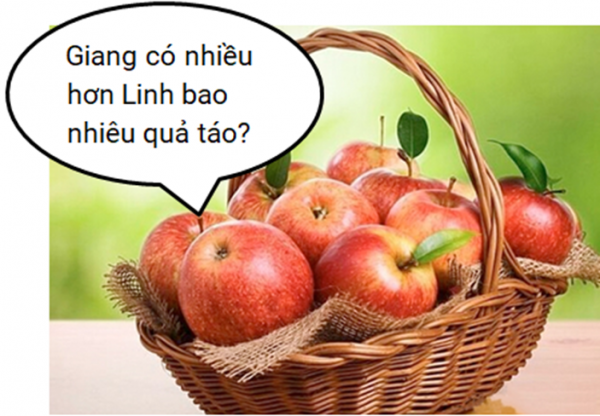 Giang có nhiều
hơn Linh bao
nhiêu quả táo?